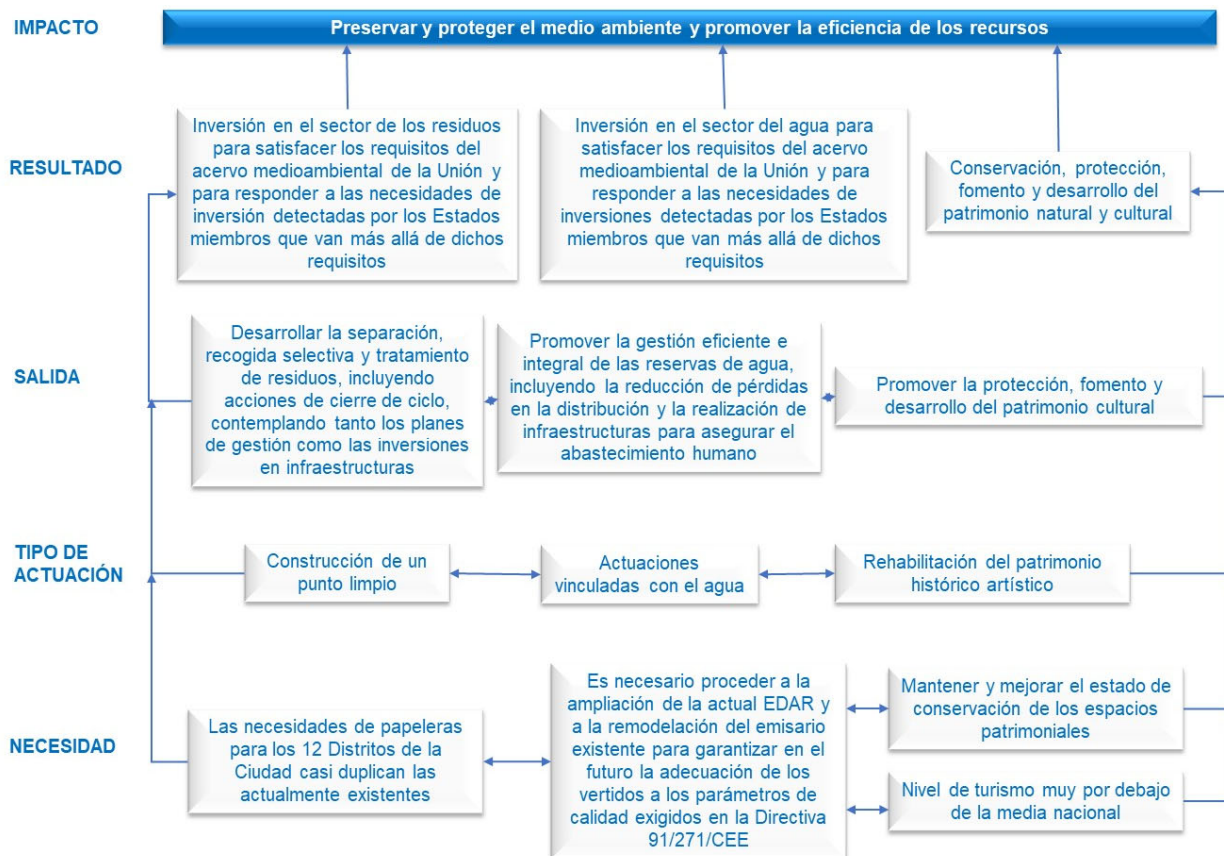 IMPACTO
Preservar y proteger el medio ambiente y promover la eficiencia de los recursos
RESULTADO
Inversión en el sector de los residuos
para satisfacer los requisitos del
acervo medioambiental de la Unión y
para responder a las necesidades de
inversión detectadas por los Estados
miembros que van más allá de dichos
requisitos
Inversión en el sector del agua para
satisfacer los requisitos del acervo
medioambiental de la Unión y para
responder a las necesidades de
inversiones detectadas por los Estados
miembros que van más allá de dichos
requisitos
Conservación, protección,
fomento y desarrollo del
patrimonio natural y cultural
SALIDA
Desarrollar la separación,
recogida selectiva y tratamiento
de residuos, incluyendo
acciones de cierre de ciclo,
contemplando tanto los planes
de gestión como las inversiones
en infraestructuras
Promover la gestión eficiente e
integral de las reservas de agua,
incluyendo la reducción de pérdidas
en la distribución y la realización de
infraestructuras para asegurar el
abastecimiento humano
Promover la protección, fomento y
desarrollo del patrimonio cultural
TIPO DE
ACTUACIÓN
Construcción de un
punto limpio
Actuaciones
vinculadas con el agua
Rehabilitación del patrimonio
histórico artístico
NECESIDAD
Las necesidades de papeleras
para los 12 Distritos de la
Ciudad casi duplican las
actualmente existentes
Es necesario proceder a la
ampliación de la actual EDAR y
a la remodelación del emisario
existente para garantizar en el
futuro la adecuación de los
vertidos a los parámetros de
calidad exigidos en la Directiva
91/271/CEE
Mantener y mejorar el estado de
conservación de los espacios
patrimoniales
Nivel de turismo muy por debajo
de la media nacional